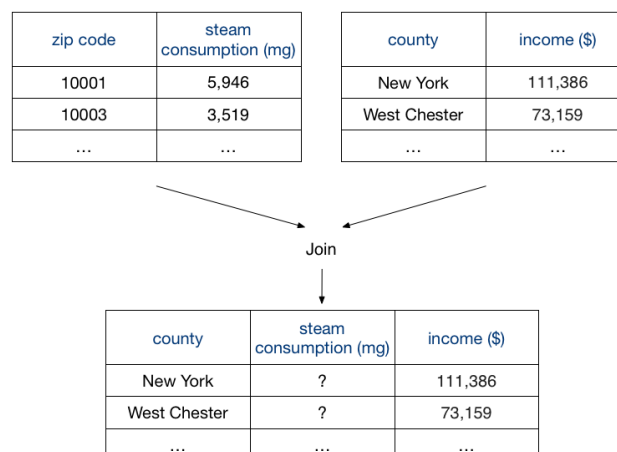 zip code
steam
consumption (mg)
10001
5,946
10003
3,519
...
...
county
income ($)
New York
111,386
West Chester
73,159
...
...
Join
county
steam
consumption (mg)
income ($)
New York
?
111,386
West Chester
?
73,159
...
...
...